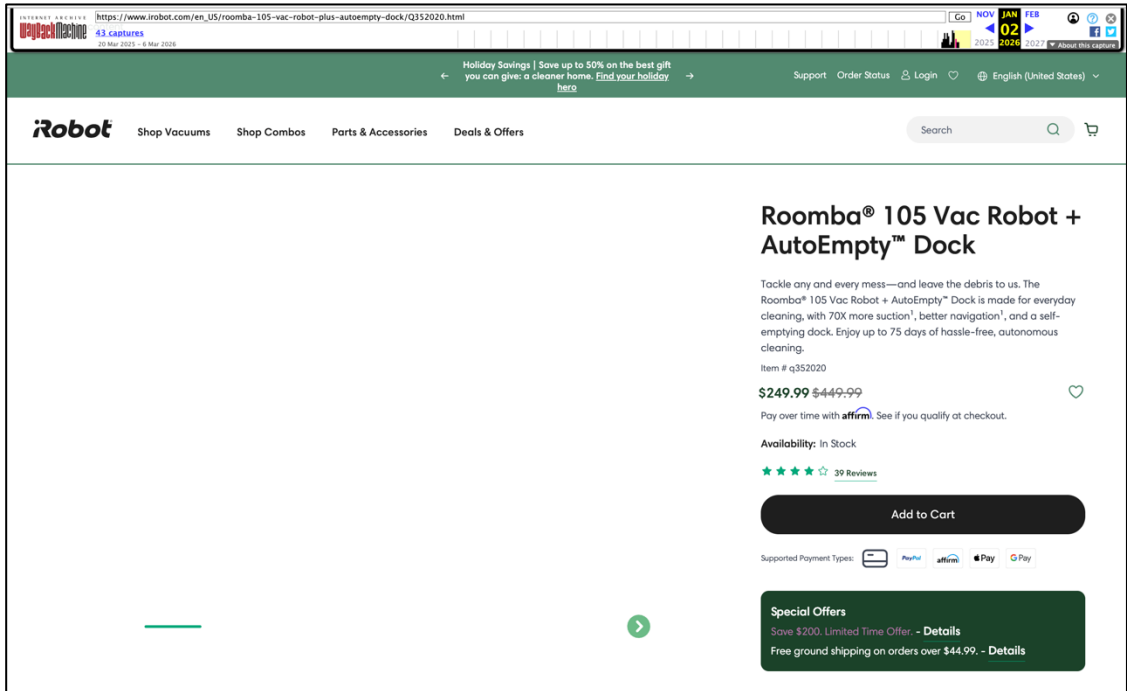 INTERNET ARCHIVE
WayBackMachine
https://www.irobot.com/en_US/roomba-105-vac-robot-plus-autoempty-dock/Q352020.html
Go
NOV JAN FEB
43 captures
02
20 Mar 2025 – 6 Mar 2026
2025 2026 2027
▼ About this capture
Holiday Savings | Save up to 50% on the best gift
you can give: a cleaner home. Find your holiday
hero
Support Order Status Login English (United States)
iRobot
Shop Vacuums Shop Combos Parts & Accessories Deals & Offers
Search
Roomba® 105 Vac Robot +
AutoEmpty™ Dock
Tackle any and every mess—and leave the debris to us. The
Roomba® 105 Vac Robot + AutoEmpty™ Dock is made for everyday
cleaning, with 70X more suction¹, better navigation¹, and a self-
emptying dock. Enjoy up to 75 days of hassle-free, autonomous
cleaning.
Item # q352020
$249.99 $449.99
Pay over time with affirm. See if you qualify at checkout.
Availability: In Stock
39 Reviews
Add to Cart
Supported Payment Types: PayPal affirm Pay G Pay
Special Offers
Save $200. Limited Time Offer. - Details
Free ground shipping on orders over $44.99. - Details